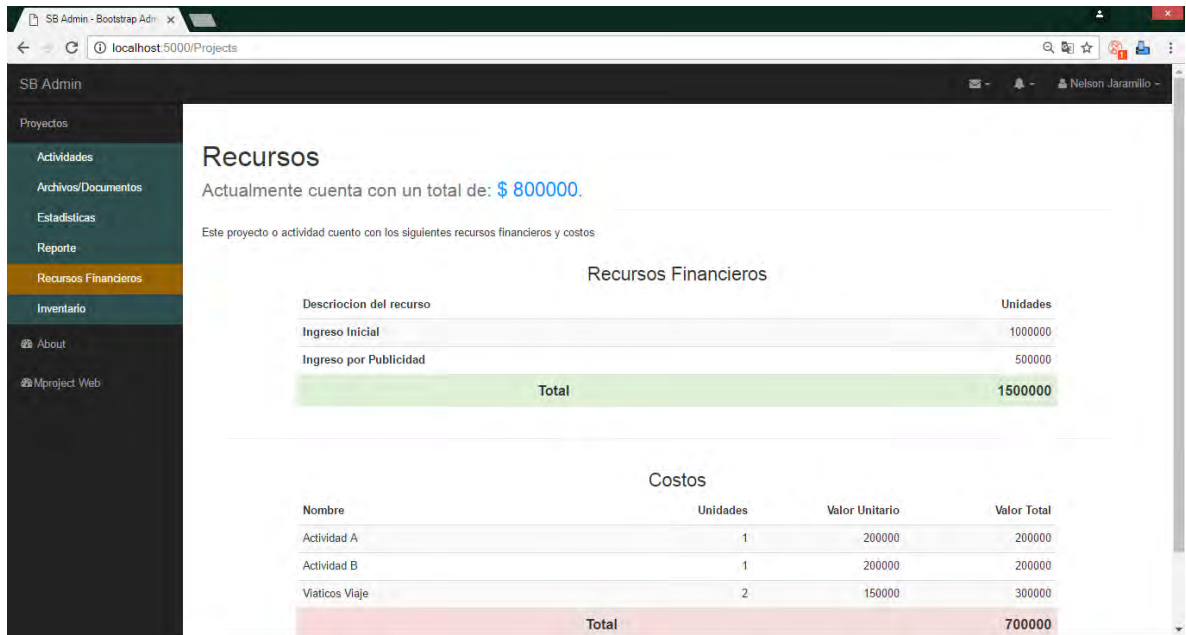 SB Admin - Bootstrap Adm
localhost:5000/Projects
1
SB Admin
Nelson Jaramillo
Proyectos
Actividades
Archivos/Documentos
Estadisticas
Reporte
Recursos Financieros
Inventario
About
Mproject Web
Recursos
Actualmente cuenta con un total de: $ 800000.
Este proyecto o actividad cuento con los siguientes recursos financieros y costos
Recursos Financieros
Descriocion del recurso Unidades
Ingreso Inicial 1000000
Ingreso por Publicidad 500000
Total 1500000
Costos
Nombre Unidades Valor Unitario Valor Total
Actividad A 1 200000 200000
Actividad B 1 200000 200000
Viaticos Viaje 2 150000 300000
Total 700000